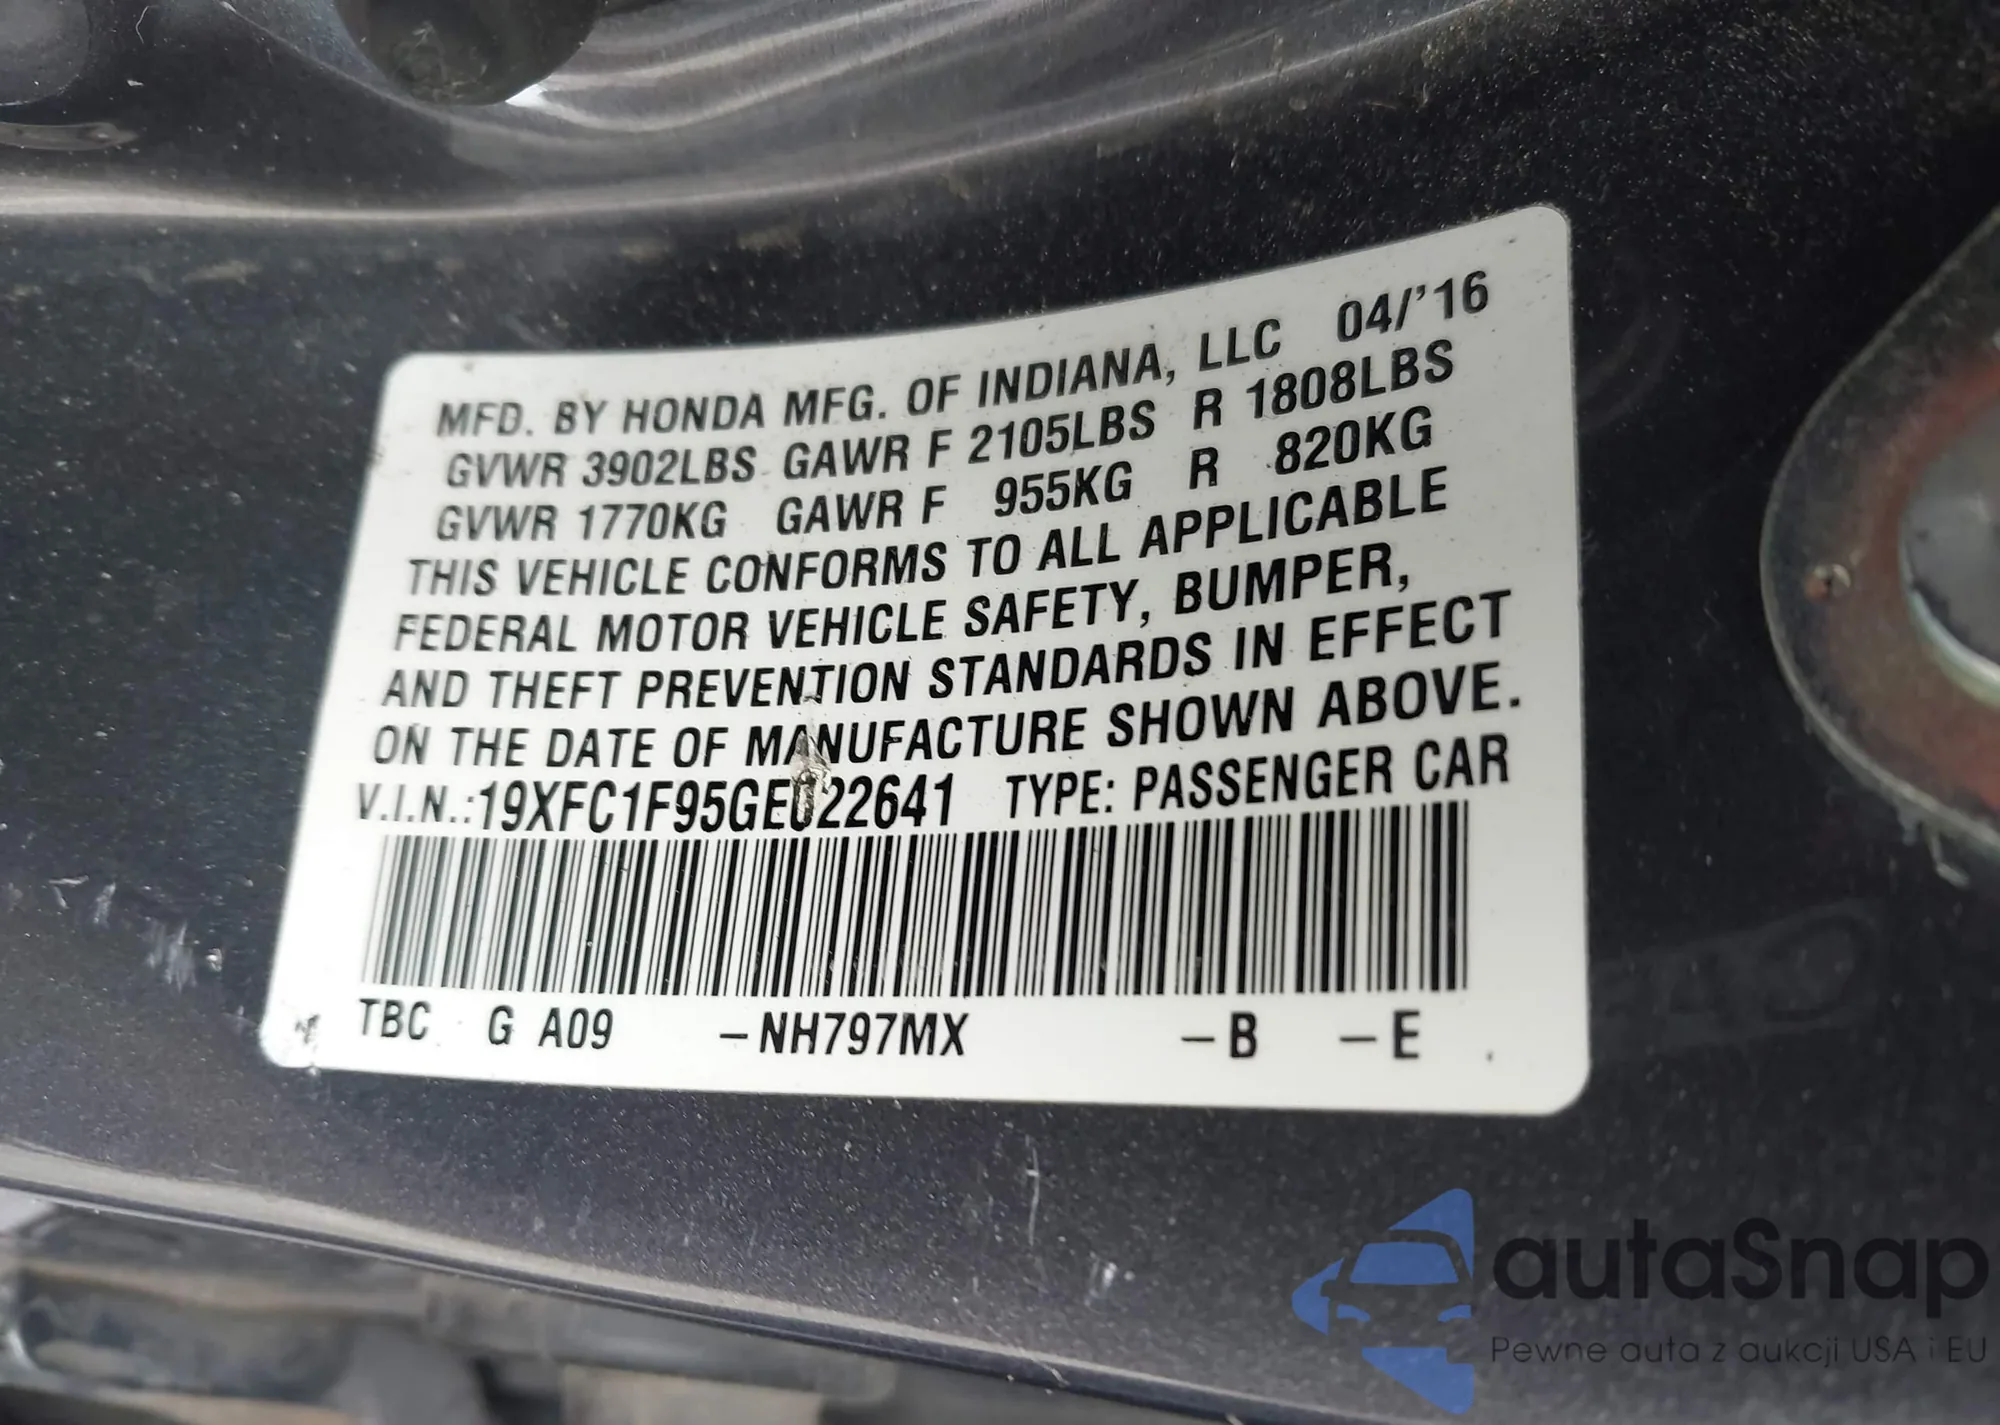 MFD. BY HONDA MFG. OF INDIANA, LLC 04/'16
GVWR 3902LBS GAWR F 2105LBS R 1808LBS
GVWR 1770KG GAWR F 955KG R 820KG
THIS VEHICLE CONFORMS TO ALL APPLICABLE
FEDERAL MOTOR VEHICLE SAFETY, BUMPER,
AND THEFT PREVENTION STANDARDS IN EFFECT
ON THE DATE OF MANUFACTURE SHOWN ABOVE.
V.I.N.:19XFC1F95GE022641 TYPE: PASSENGER CAR
TBC G A09 -NH797MX -B -E
autaSnap
Pewne auta z aukcji USA i EU